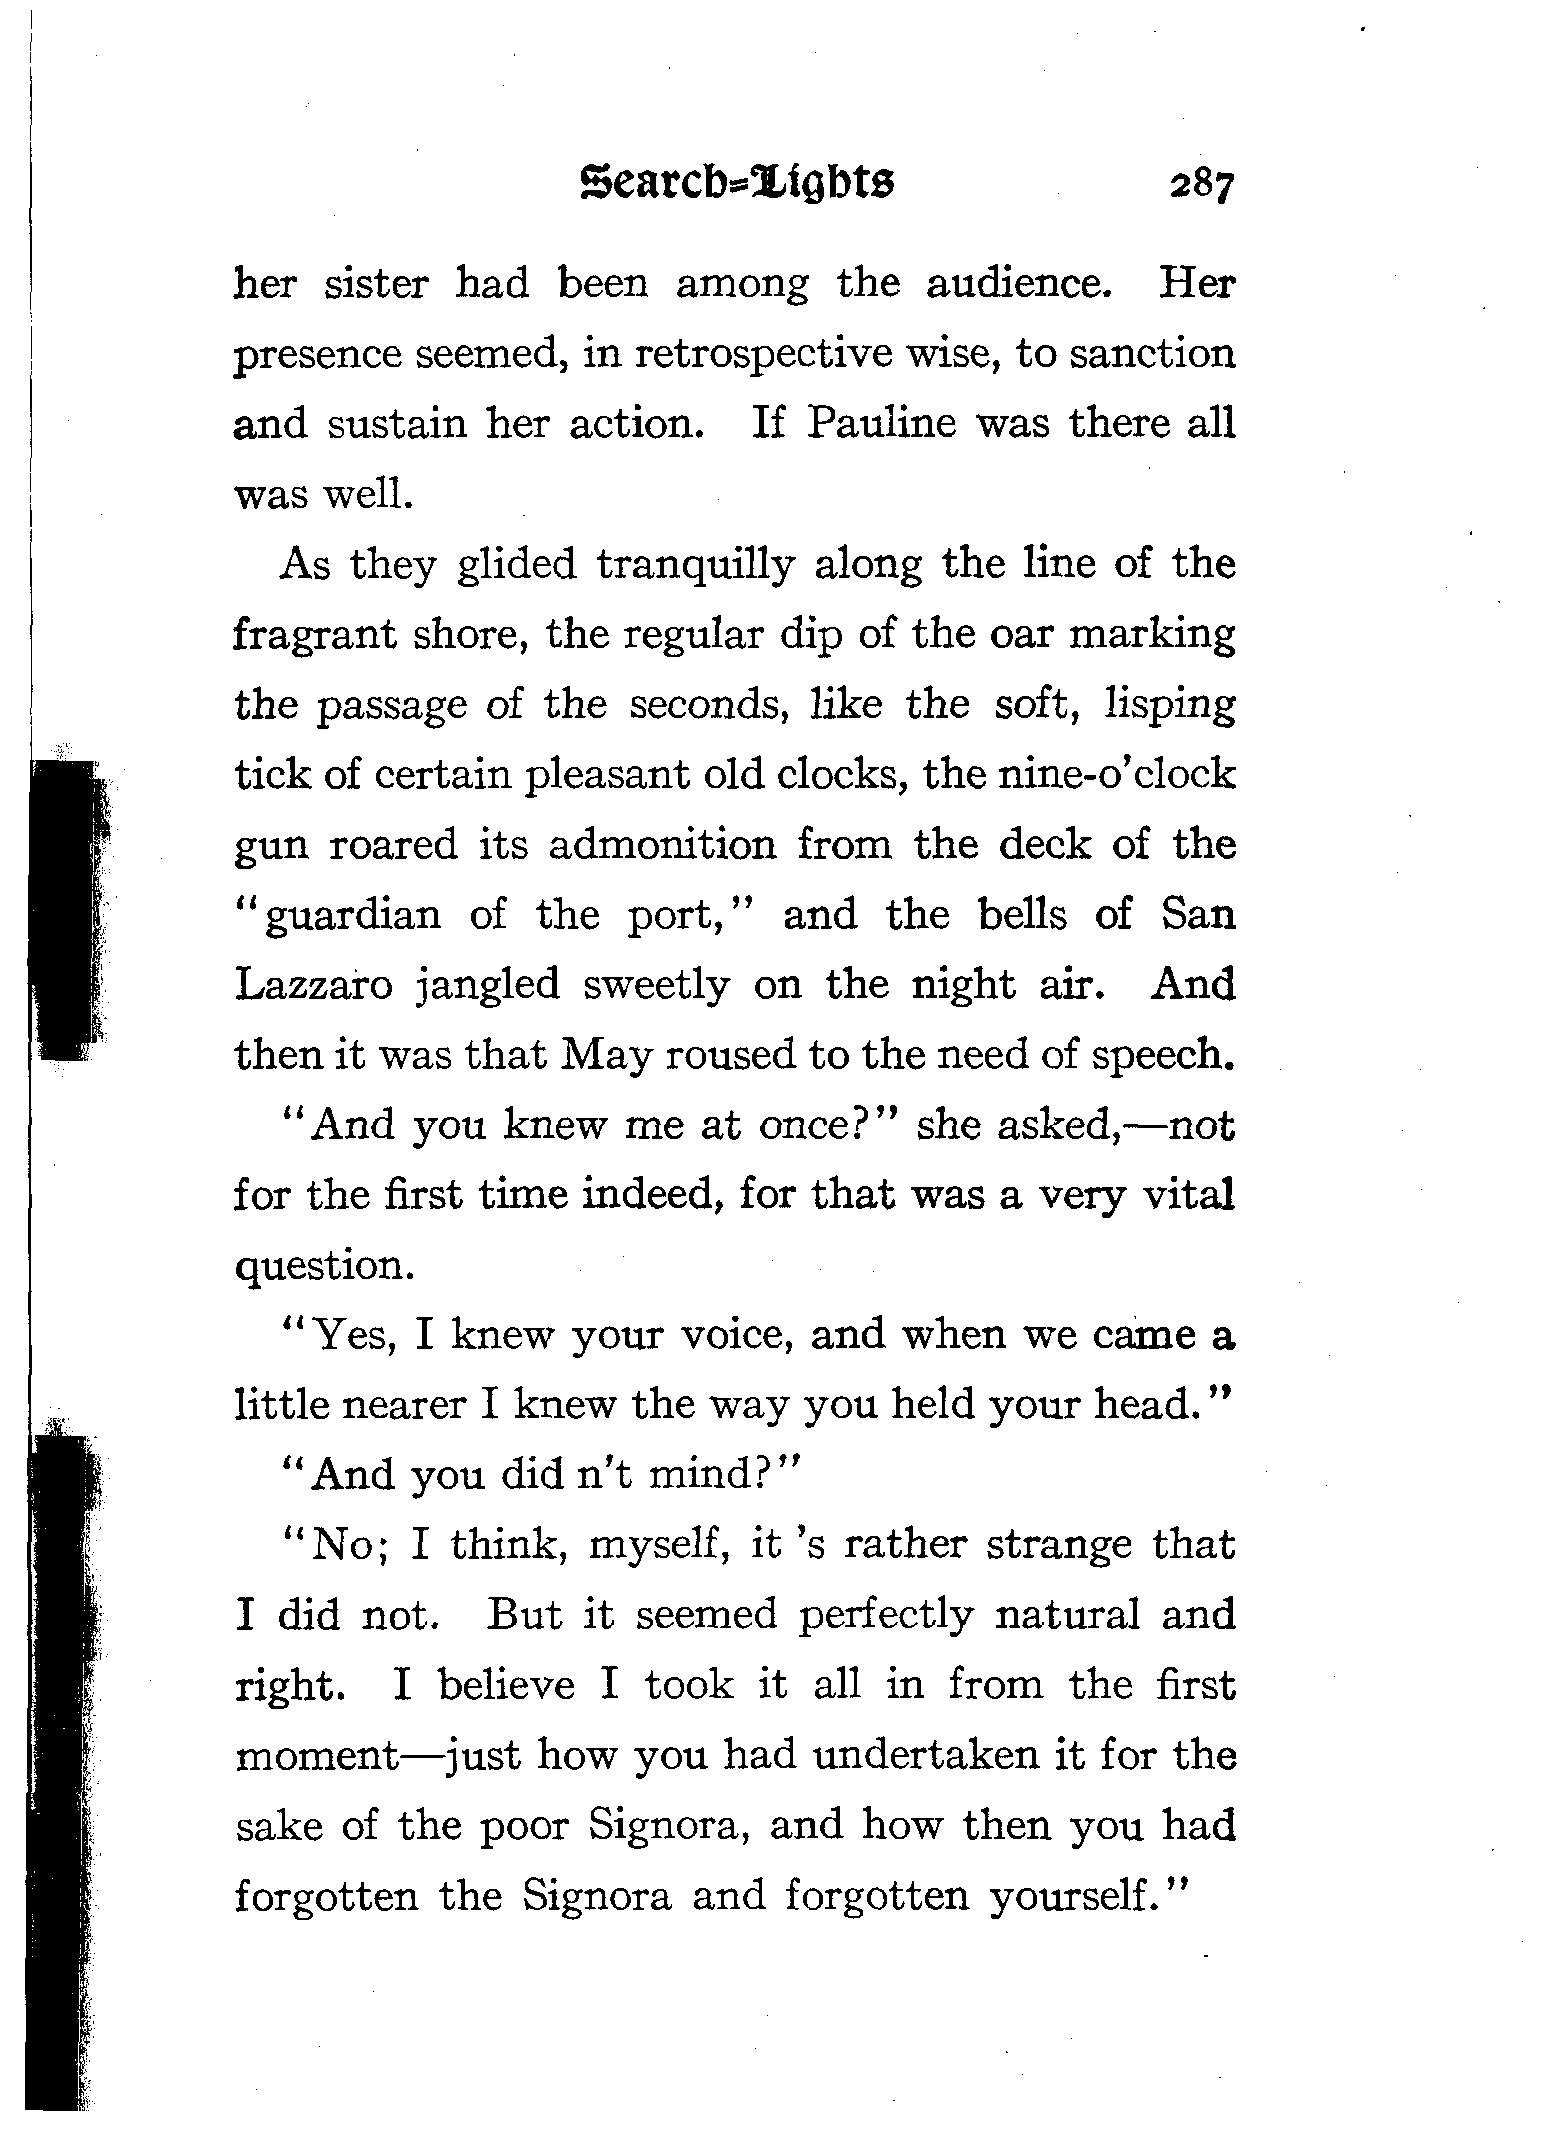 Search-Lights 287
her sister had been among the audience. Her
presence seemed, in retrospective wise, to sanction
and sustain her action. If Pauline was there all
was well.
As they glided tranquilly along the line of the
fragrant shore, the regular dip of the oar marking
the passage of the seconds, like the soft, lisping
tick of certain pleasant old clocks, the nine-o'clock
gun roared its admonition from the deck of the
"guardian of the port," and the bells of San
Lazzaro jangled sweetly on the night air. And
then it was that May roused to the need of speech.
"And you knew me at once?" she asked,—not
for the first time indeed, for that was a very vital
question.
"Yes, I knew your voice, and when we came a
little nearer I knew the way you held your head."
"And you did n't mind?"
"No; I think, myself, it 's rather strange that
I did not. But it seemed perfectly natural and
right. I believe I took it all in from the first
moment—just how you had undertaken it for the
sake of the poor Signora, and how then you had
forgotten the Signora and forgotten yourself."